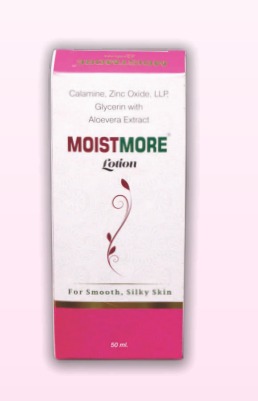 Calamine, Zinc Oxide, LLP,
Glycerin with
Aloevera Extract
MOISTMORE®
Lotion
For Smooth, Silky Skin
50 ml.